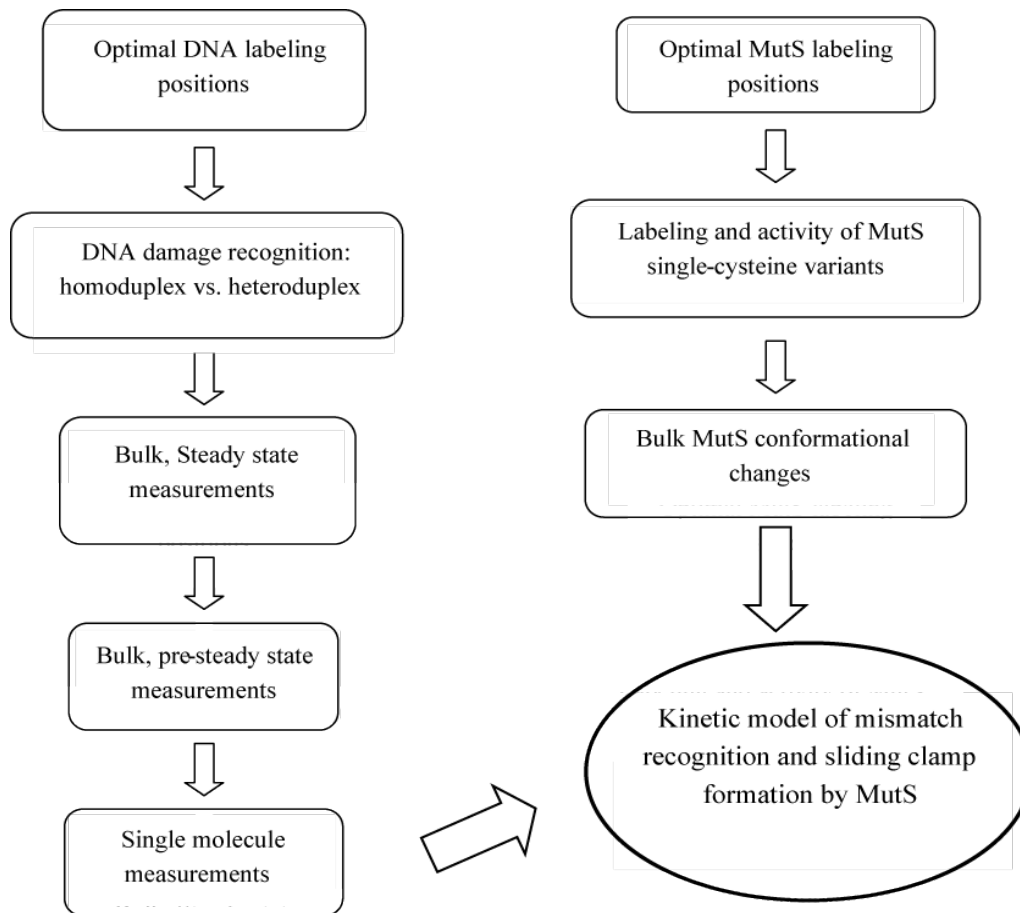 Optimal DNA labeling
positions
DNA damage recognition:
homoduplex vs. heteroduplex
Bulk, Steady state
measurements
Bulk, pre-steady state
measurements
Single molecule
measurements
Optimal MutS labeling
positions
Labeling and activity of MutS
single-cysteine variants
Bulk MutS conformational
changes
Kinetic model of mismatch
recognition and sliding clamp
formation by MutS